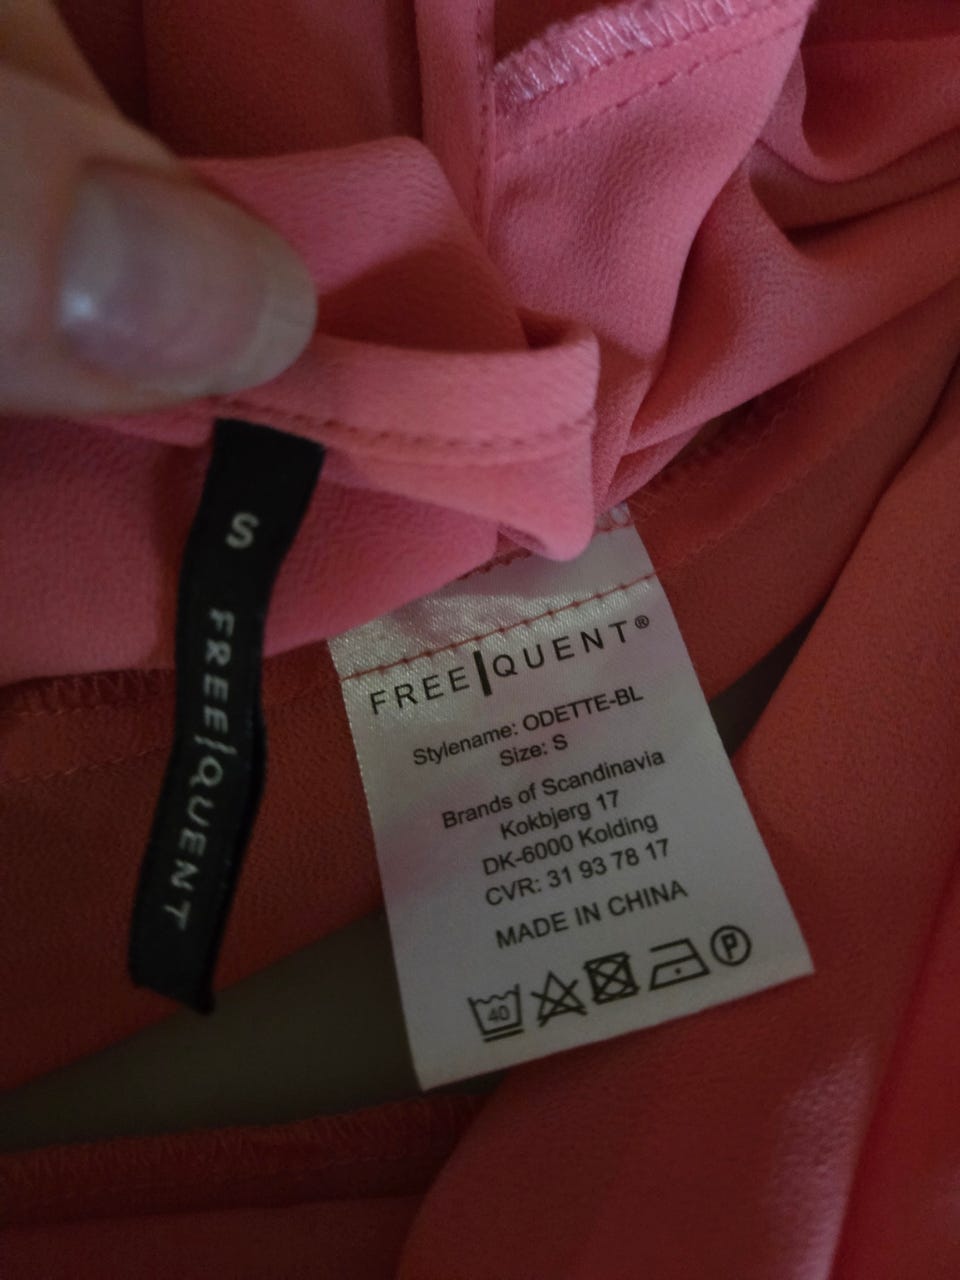 S FREE|QUENT
FREE|QUENT®
Stylename: ODETTE-BL
Size: S
Brands of Scandinavia
Kokbjerg 17
DK-6000 Kolding
CVR: 31 93 78 17
MADE IN CHINA
40 P